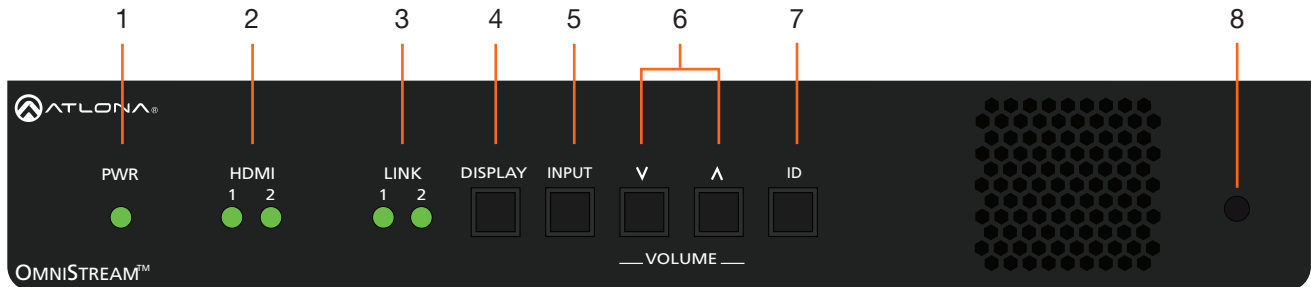 1 2 3 4 5 6 7 8
ATLONA®
PWR HDMI LINK DISPLAY INPUT ∨ ∧ ID
1 2 1 2
VOLUME
OMNISTREAM™